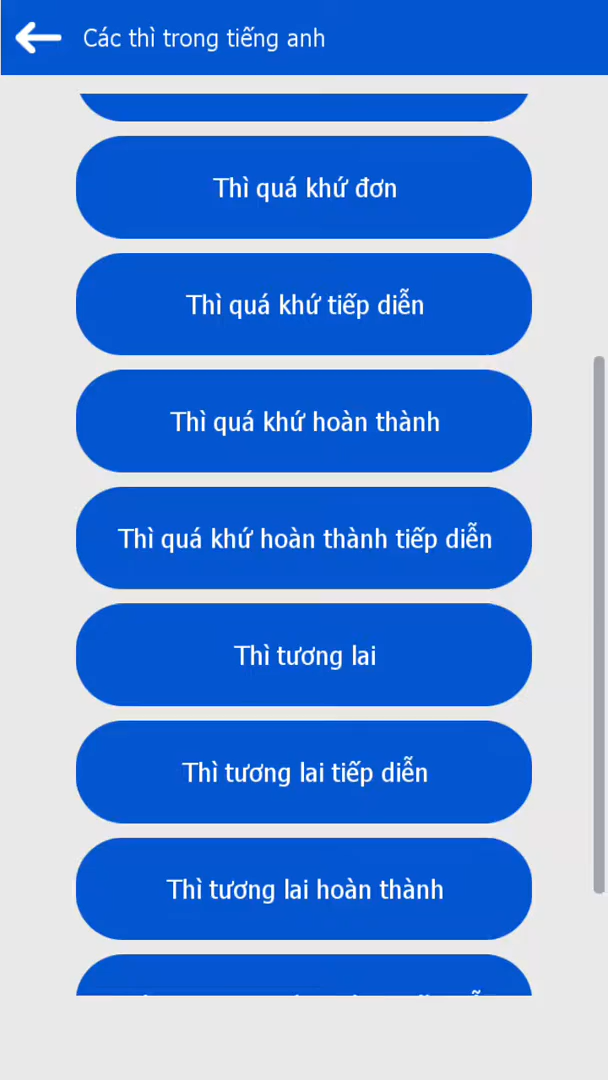 Các thì trong tiếng anh
Thì quá khứ đơn
Thì quá khứ tiếp diễn
Thì quá khứ hoàn thành
Thì quá khứ hoàn thành tiếp diễn
Thì tương lai
Thì tương lai tiếp diễn
Thì tương lai hoàn thành